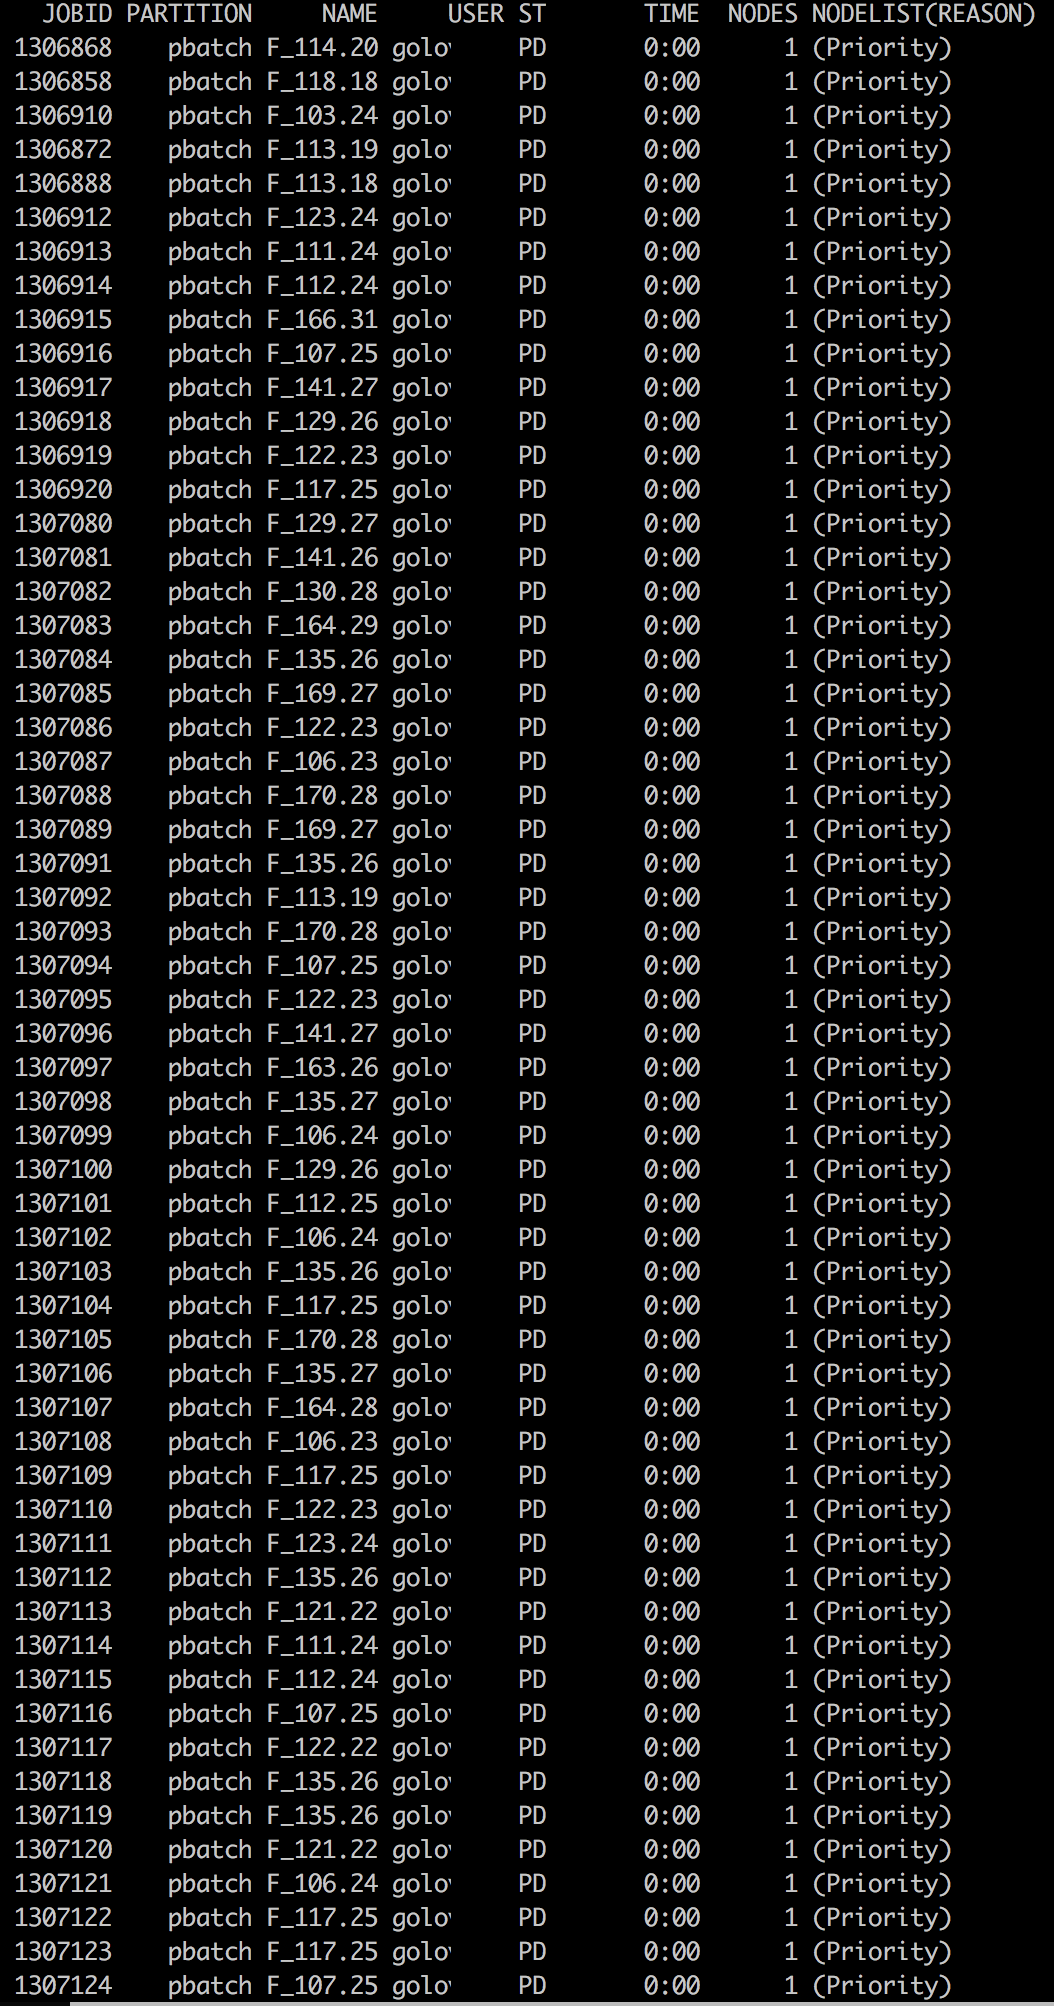 JOBID PARTITION NAME USER ST TIME NODES NODELIST(REASON)
1306868 pbatch F_114.20 golo PD 0:00 1 (Priority)
1306858 pbatch F_118.18 golo PD 0:00 1 (Priority)
1306910 pbatch F_103.24 golo PD 0:00 1 (Priority)
1306872 pbatch F_113.19 golo PD 0:00 1 (Priority)
1306888 pbatch F_113.18 golo PD 0:00 1 (Priority)
1306912 pbatch F_123.24 golo PD 0:00 1 (Priority)
1306913 pbatch F_111.24 golo PD 0:00 1 (Priority)
1306914 pbatch F_112.24 golo PD 0:00 1 (Priority)
1306915 pbatch F_166.31 golo PD 0:00 1 (Priority)
1306916 pbatch F_107.25 golo PD 0:00 1 (Priority)
1306917 pbatch F_141.27 golo PD 0:00 1 (Priority)
1306918 pbatch F_129.26 golo PD 0:00 1 (Priority)
1306919 pbatch F_122.23 golo PD 0:00 1 (Priority)
1306920 pbatch F_117.25 golo PD 0:00 1 (Priority)
1307080 pbatch F_129.27 golo PD 0:00 1 (Priority)
1307081 pbatch F_141.26 golo PD 0:00 1 (Priority)
1307082 pbatch F_130.28 golo PD 0:00 1 (Priority)
1307083 pbatch F_164.29 golo PD 0:00 1 (Priority)
1307084 pbatch F_135.26 golo PD 0:00 1 (Priority)
1307085 pbatch F_169.27 golo PD 0:00 1 (Priority)
1307086 pbatch F_122.23 golo PD 0:00 1 (Priority)
1307087 pbatch F_106.23 golo PD 0:00 1 (Priority)
1307088 pbatch F_170.28 golo PD 0:00 1 (Priority)
1307089 pbatch F_169.27 golo PD 0:00 1 (Priority)
1307091 pbatch F_135.26 golo PD 0:00 1 (Priority)
1307092 pbatch F_113.19 golo PD 0:00 1 (Priority)
1307093 pbatch F_170.28 golo PD 0:00 1 (Priority)
1307094 pbatch F_107.25 golo PD 0:00 1 (Priority)
1307095 pbatch F_122.23 golo PD 0:00 1 (Priority)
1307096 pbatch F_141.27 golo PD 0:00 1 (Priority)
1307097 pbatch F_163.26 golo PD 0:00 1 (Priority)
1307098 pbatch F_135.27 golo PD 0:00 1 (Priority)
1307099 pbatch F_106.24 golo PD 0:00 1 (Priority)
1307100 pbatch F_129.26 golo PD 0:00 1 (Priority)
1307101 pbatch F_112.25 golo PD 0:00 1 (Priority)
1307102 pbatch F_106.24 golo PD 0:00 1 (Priority)
1307103 pbatch F_135.26 golo PD 0:00 1 (Priority)
1307104 pbatch F_117.25 golo PD 0:00 1 (Priority)
1307105 pbatch F_170.28 golo PD 0:00 1 (Priority)
1307106 pbatch F_135.27 golo PD 0:00 1 (Priority)
1307107 pbatch F_164.28 golo PD 0:00 1 (Priority)
1307108 pbatch F_106.23 golo PD 0:00 1 (Priority)
1307109 pbatch F_117.25 golo PD 0:00 1 (Priority)
1307110 pbatch F_122.23 golo PD 0:00 1 (Priority)
1307111 pbatch F_123.24 golo PD 0:00 1 (Priority)
1307112 pbatch F_135.26 golo PD 0:00 1 (Priority)
1307113 pbatch F_121.22 golo PD 0:00 1 (Priority)
1307114 pbatch F_111.24 golo PD 0:00 1 (Priority)
1307115 pbatch F_112.24 golo PD 0:00 1 (Priority)
1307116 pbatch F_107.25 golo PD 0:00 1 (Priority)
1307117 pbatch F_122.22 golo PD 0:00 1 (Priority)
1307118 pbatch F_135.26 golo PD 0:00 1 (Priority)
1307119 pbatch F_135.26 golo PD 0:00 1 (Priority)
1307120 pbatch F_121.22 golo PD 0:00 1 (Priority)
1307121 pbatch F_106.24 golo PD 0:00 1 (Priority)
1307122 pbatch F_117.25 golo PD 0:00 1 (Priority)
1307123 pbatch F_117.25 golo PD 0:00 1 (Priority)
1307124 pbatch F_107.25 golo PD 0:00 1 (Priority)